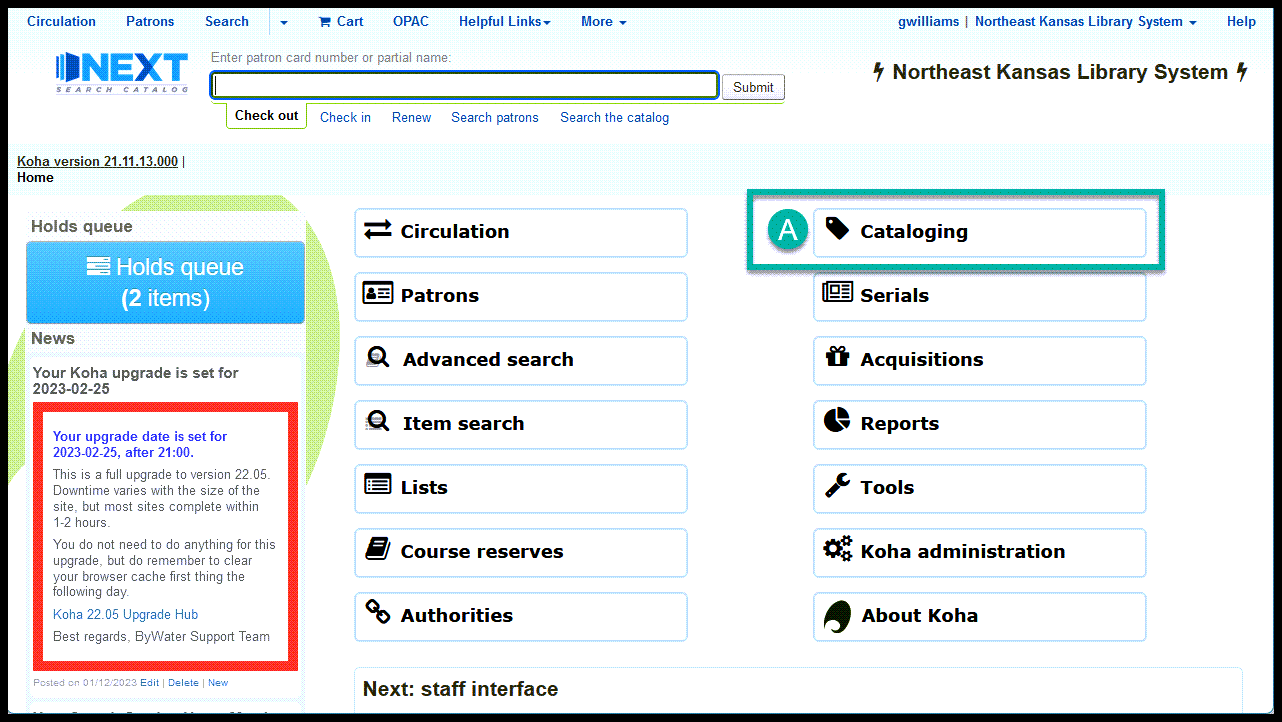 Circulation Patrons Search Cart OPAC Helpful Links More gwilliams | Northeast Kansas Library System Help
NEXT
SEARCH CATALOG
Enter patron card number or partial name:
Submit
Northeast Kansas Library System
Check out Check in Renew Search patrons Search the catalog
Koha version 21.11.13.000 |
Home
Holds queue
Holds queue
(2 items)
News
Your Koha upgrade is set for
2023-02-25
Your upgrade date is set for
2023-02-25, after 21:00.
This is a full upgrade to version 22.05.
Downtime varies with the size of the
site, but most sites complete within
1-2 hours.
You do not need to do anything for this
upgrade, but do remember to clear
your browser cache first thing the
following day.
Koha 22.05 Upgrade Hub
Best regards, ByWater Support Team
Posted on 01/12/2023 Edit | Delete | New
Circulation
Patrons
Advanced search
Item search
Lists
Course reserves
Authorities
A Cataloging
Serials
Acquisitions
Reports
Tools
Koha administration
About Koha
Next: staff interface